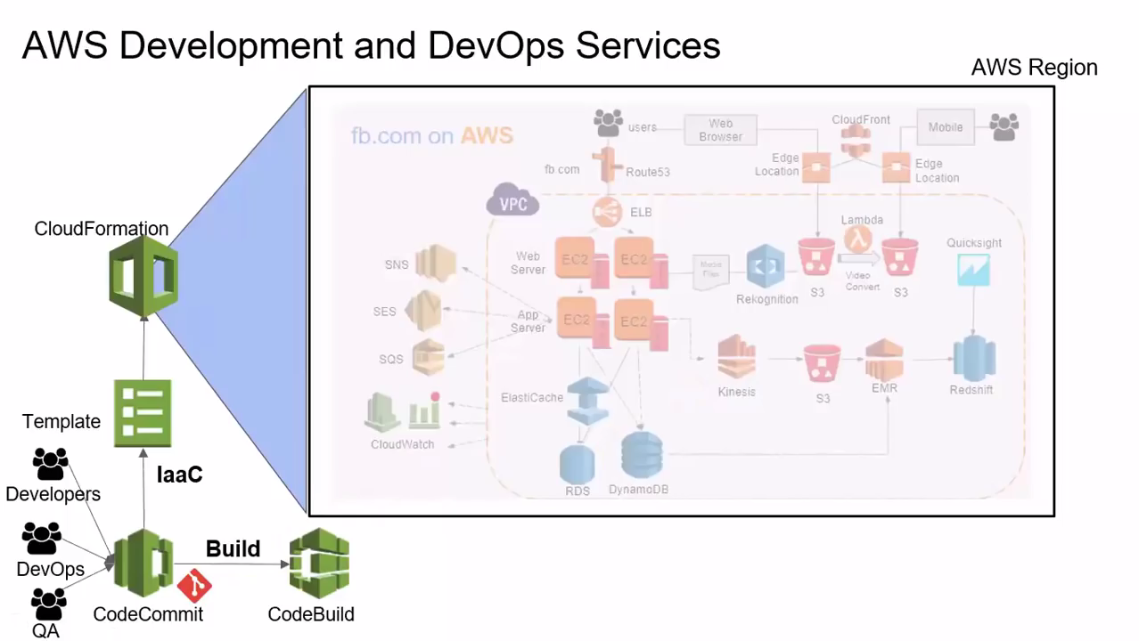 AWS Development and DevOps Services
AWS Region
fb.com on AWS
users
Web
Browser
CloudFront
Mobile
fb.com
Route53
Edge
Location
Edge
Location
VPC
ELB
Lambda
Quicksight
CloudFormation
SNS
Web
Server
EC2
EC2
Media
Files
Rekognition
S3
Video
Convert
S3
SES
App
Server
EC2
EC2
SQS
Kinesis
S3
EMR
Redshift
ElastiCache
Template
CloudWatch
RDS
DynamoDB
IaaC
Developers
DevOps
Build
QA
CodeCommit
CodeBuild